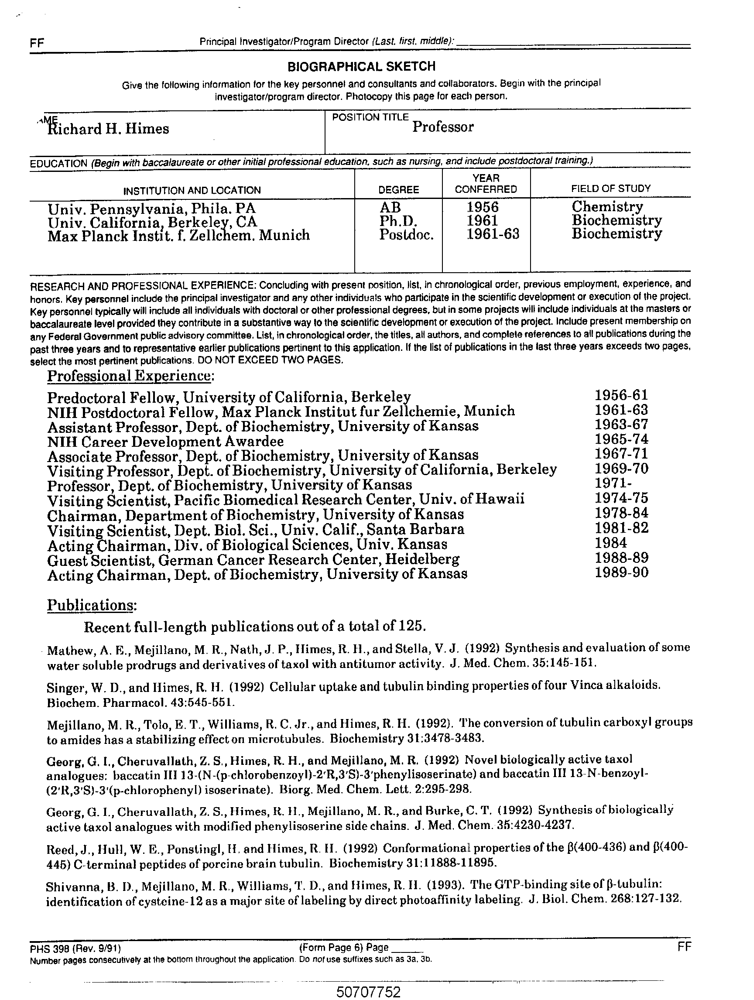 FF
Principal Investigator/Program Director (Last, first, middle):
BIOGRAPHICAL SKETCH
Give the following information for the key personnel and consultants and collaborators. Begin with the principal
investigator/program director. Photocopy this page for each person.
AME
Richard H. Himes
POSITION TITLE
Professor
EDUCATION (Begin with baccalaureate or other initial professional education, such as nursing, and include postdoctoral training.)
INSTITUTION AND LOCATION DEGREE YEAR CONFERRED FIELD OF STUDY
Univ. Pennsylvania, Phila. PA AB 1956 Chemistry
Univ. California, Berkeley, CA Ph.D. 1961 Biochemistry
Max Planck Instit. f. Zellchem. Munich Postdoc. 1961-63 Biochemistry
RESEARCH AND PROFESSIONAL EXPERIENCE: Concluding with present position, list, in chronological order, previous employment, experience, and
honors. Key personnel include the principal investigator and any other individuals who participate in the scientific development or execution of the project.
Key personnel typically will include all individuals with doctoral or other professional degrees, but in some projects will include individuals at the masters or
baccalaureate level provided they contribute in a substantive way to the scientific development or execution of the project. Include present membership on
any Federal Government public advisory committee. List, in chronological order, the titles, all authors, and complete references to all publications during the
past three years and to representative earlier publications pertinent to this application. If the list of publications in the last three years exceeds two pages,
select the most pertinent publications. DO NOT EXCEED TWO PAGES.
Professional Experience:
Predoctoral Fellow, University of California, Berkeley 1956-61
NIH Postdoctoral Fellow, Max Planck Institut fur Zellchemie, Munich 1961-63
Assistant Professor, Dept. of Biochemistry, University of Kansas 1963-67
NIH Career Development Awardee 1965-74
Associate Professor, Dept. of Biochemistry, University of Kansas 1967-71
Visiting Professor, Dept. of Biochemistry, University of California, Berkeley 1969-70
Professor, Dept. of Biochemistry, University of Kansas 1971-
Visiting Scientist, Pacific Biomedical Research Center, Univ. of Hawaii 1974-75
Chairman, Department of Biochemistry, University of Kansas 1978-84
Visiting Scientist, Dept. Biol. Sci., Univ. Calif., Santa Barbara 1981-82
Acting Chairman, Div. of Biological Sciences, Univ. Kansas 1984
Guest Scientist, German Cancer Research Center, Heidelberg 1988-89
Acting Chairman, Dept. of Biochemistry, University of Kansas 1989-90
Publications:
Recent full-length publications out of a total of 125.
Mathew, A. E., Mejillano, M. R., Nath, J. P., Himes, R. H., and Stella, V. J. (1992) Synthesis and evaluation of some
water soluble prodrugs and derivatives of taxol with antitumor activity. J. Med. Chem. 35:145-151.
Singer, W. D., and Himes, R. H. (1992) Cellular uptake and tubulin binding properties of four Vinca alkaloids.
Biochem. Pharmacol. 43:545-551.
Mejillano, M. R., Tolo, E. T., Williams, R. C. Jr., and Himes, R. H. (1992). The conversion of tubulin carboxyl groups
to amides has a stabilizing effect on microtubules. Biochemistry 31:3478-3483.
Georg, G. I., Cheruvallath, Z. S., Himes, R. H., and Mejillano, M. R. (1992) Novel biologically active taxol
analogues: baccatin III 13-(N-(p-chlorobenzoyl)-2'R,3'S)-3'phenylisoserinate) and baccatin III 13-N-benzoyl-
(2'R,3'S)-3'(p-chlorophenyl) isoserinate). Biorg. Med. Chem. Lett. 2:295-298.
Georg, G. I., Cheruvallath, Z. S., Himes, R. H., Mejillano, M. R., and Burke, C. T. (1992) Synthesis of biologically
active taxol analogues with modified phenylisoserine side chains. J. Med. Chem. 35:4230-4237.
Reed, J., Hull, W. E., Ponstingl, H. and Himes, R. H. (1992) Conformational properties of the β(400-436) and β(400-
445) C-terminal peptides of porcine brain tubulin. Biochemistry 31:11888-11895.
Shivanna, B. D., Mejillano, M. R., Williams, T. D., and Himes, R. H. (1993). The GTP-binding site of β-tubulin:
identification of cysteine-12 as a major site of labeling by direct photoaffinity labeling. J. Biol. Chem. 268:127-132.
PHS 398 (Rev. 9/91) (Form Page 6) Page FF
Number pages consecutively at the bottom throughout the application. Do not use suffixes such as 3a, 3b.
50707752